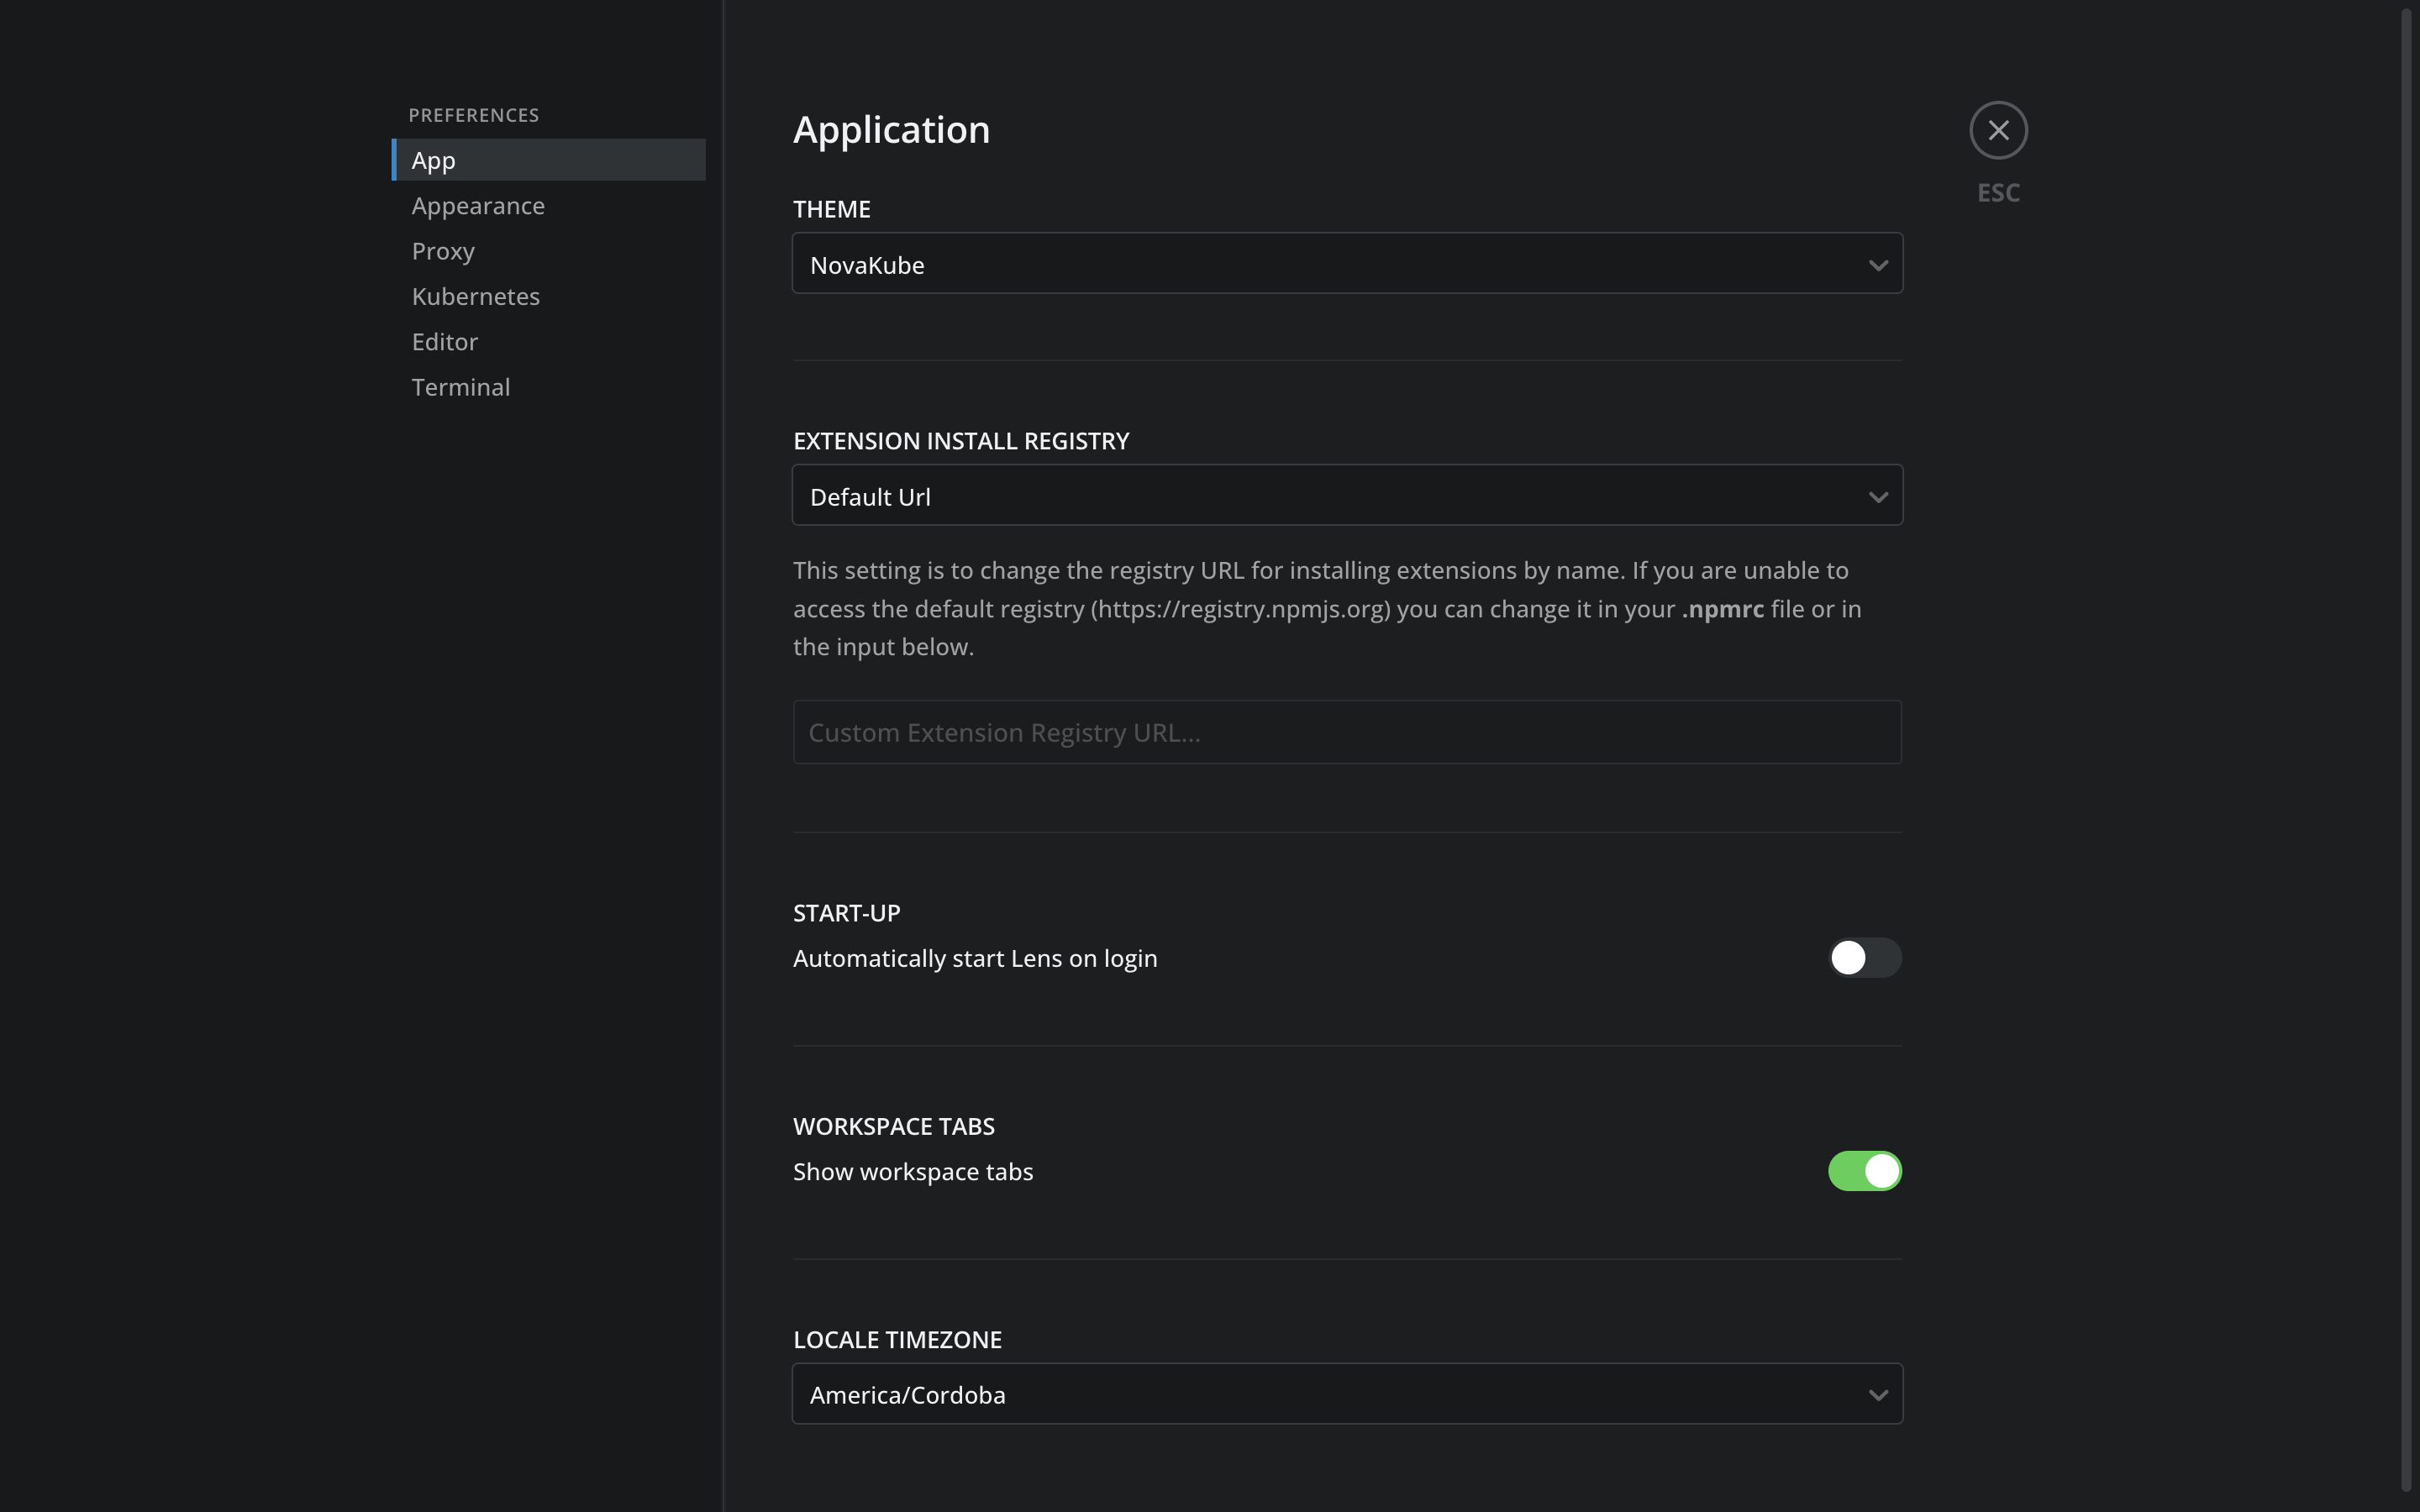 PREFERENCES
App
Appearance
Proxy
Kubernetes
Editor
Terminal
Application
ESC
THEME
NovaKube
EXTENSION INSTALL REGISTRY
Default Url
This setting is to change the registry URL for installing extensions by name. If you are unable to
access the default registry (https://registry.npmjs.org) you can change it in your .npmrc file or in
the input below.
Custom Extension Registry URL...
START-UP
Automatically start Lens on login
WORKSPACE TABS
Show workspace tabs
LOCALE TIMEZONE
America/Cordoba